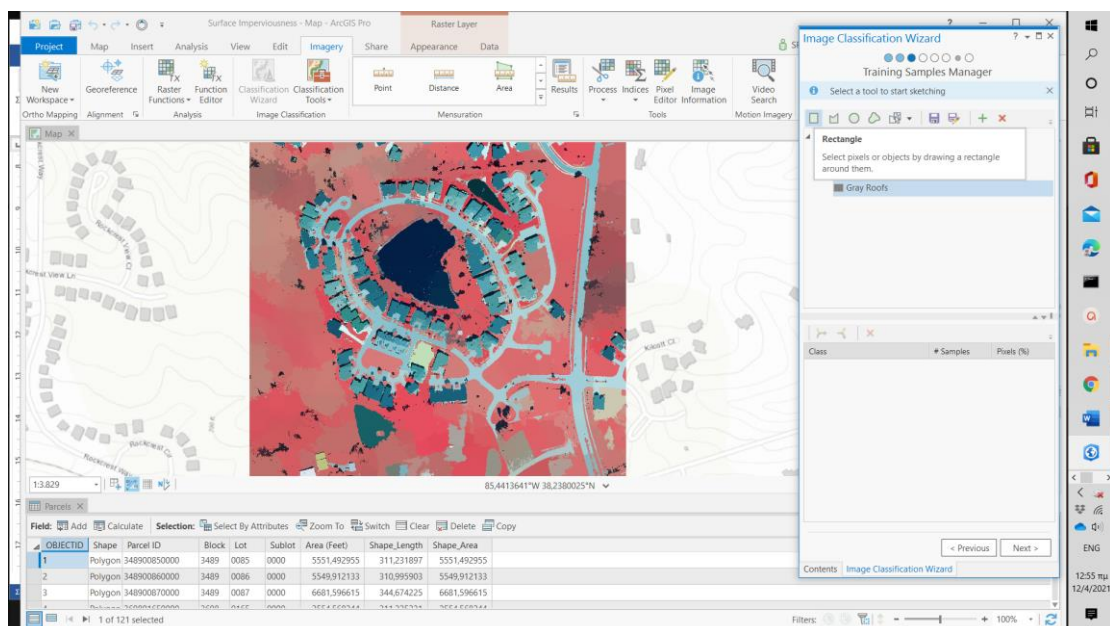 Surface Imperviousness - Map - ArcGIS Pro
Raster Layer
Project Map Insert Analysis View Edit Imagery Share Appearance Data
New Workspace
Georeference
Raster Functions
Function Editor
Classification Wizard
Classification Tools
Point
Distance
Area
Results
Process
Indices
Pixel Editor
Image Information
Video Search
Ortho Mapping Alignment Analysis Image Classification Mensuration Tools Motion Imagery
Map
Image Classification Wizard
Training Samples Manager
Select a tool to start sketching
Rectangle
Select pixels or objects by drawing a rectangle
around them.
Gray Roofs
Class # Samples Pixels (%)
< Previous Next >
Contents Image Classification Wizard
Rockcrest Way
Rockcrest View Ct
Rockcrest Way
1:3.829
85,4413641°W 38,2380025°N
Parcels
Field: Add Calculate Selection: Select By Attributes Zoom To Switch Clear Delete Copy
OBJECTID Shape Parcel ID Block Lot Sublot Area (Feet) Shape_Length Shape_Area
1 Polygon 348900850000 3489 0085 0000 5551,492955 311,231897 5551,492955
2 Polygon 348900860000 3489 0086 0000 5549,912133 310,995903 5549,912133
3 Polygon 348900870000 3489 0087 0000 6681,596615 344,674225 6681,596615
1 of 121 selected
Filters:
100%
ENG
12:55 πμ
12/4/2021